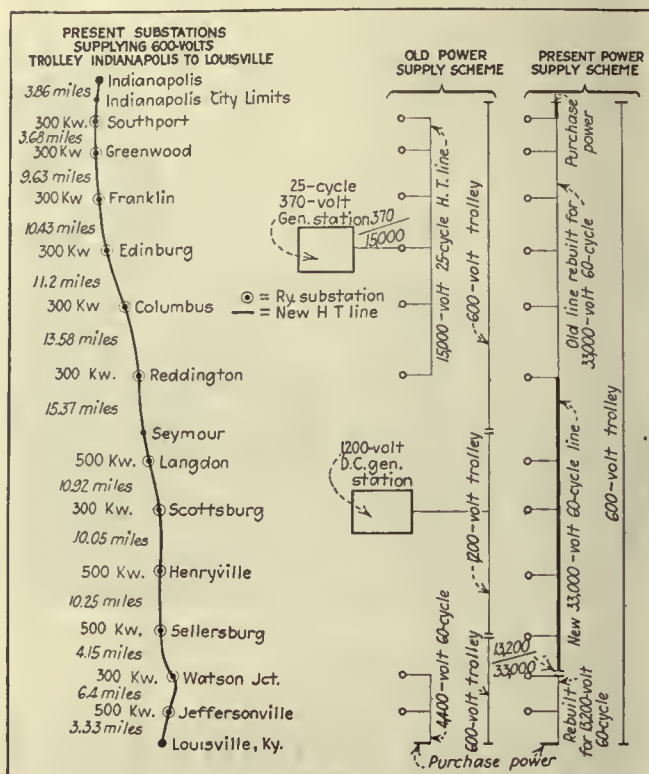 PRESENT SUBSTATIONS
SUPPLYING 600-VOLTS
TROLLEY INDIANAPOLIS TO LOUISVILLE
Indianapolis
3.86 miles
Indianapolis City Limits
300 Kw.
Southport
3.68 miles
300 Kw.
Greenwood
9.63 miles
300 Kw.
Franklin
10.43 miles
300 Kw
Edinburg
11.2 miles
300 Kw
Columbus
13.58 miles
300 Kw.
Reddington
15.37 miles
Seymour
500 Kw.
Langdon
10.92 miles
300 Kw.
Scottsburg
10.05 miles
500 Kw.
Henryville
10.25 miles
500 Kw.
Sellersburg
4.15 miles
300 Kw.
Watson Jct.
6.4 miles
500 Kw.
Jeffersonville
3.33 miles
Louisville, Ky.
= Ry. substation
= New H T line
OLD POWER
SUPPLY SCHEME
25-cycle
370-volt
Gen. station
370
15,000
15,000-volt 25-cycle H.T. line
600-volt trolley
1200-volt
D.C. gen.
station
1200-volt trolley
4,400-volt 60-cycle
600-volt trolley
Purchase power
PRESENT POWER
SUPPLY SCHEME
Purchase
power
Old line rebuilt for
33,000-volt 60-cycle
New 33,000-volt 60-cycle line
600-volt trolley
13,200
33,000
Rebuilt
for 13,200-volt
60-cycle